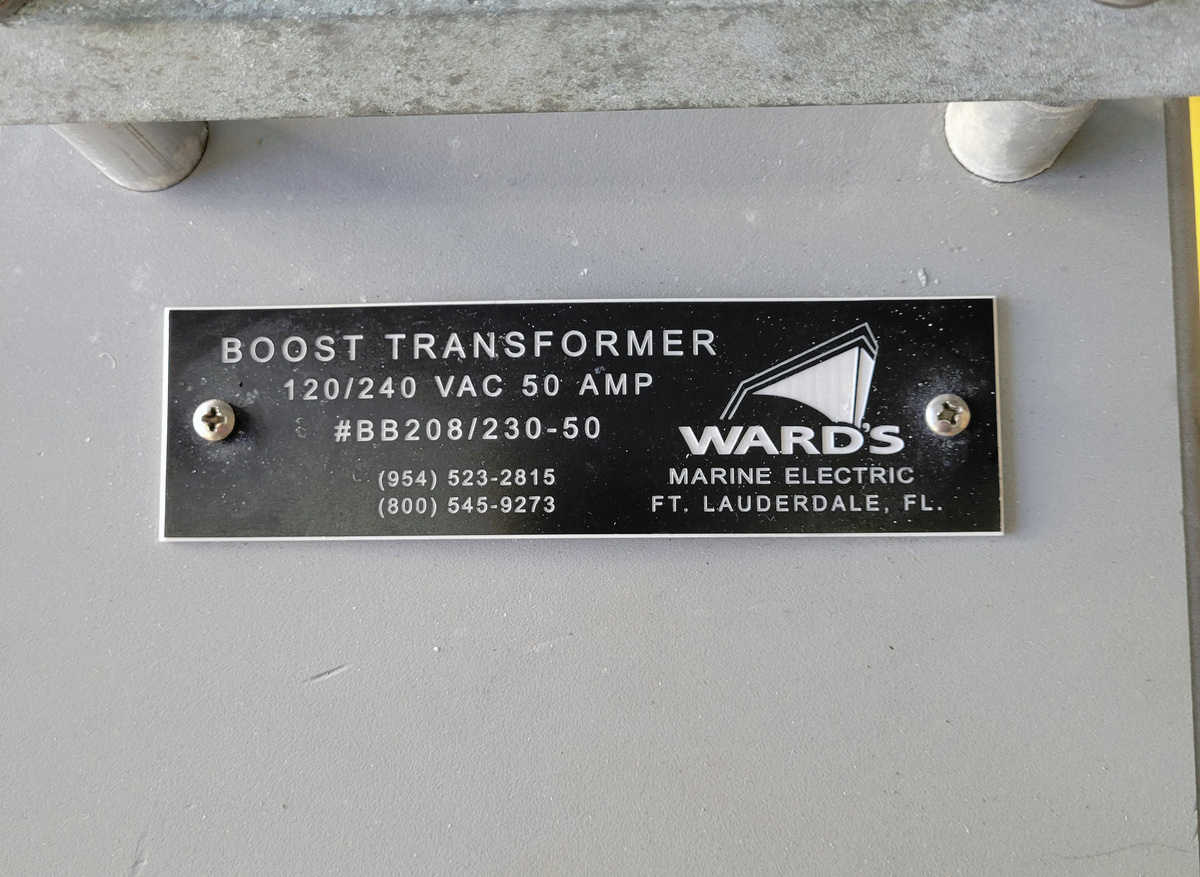 BOOST TRANSFORMER
120/240 VAC 50 AMP
#BB208/230-50
(954) 523-2815
(800) 545-9273
WARD'S
MARINE ELECTRIC
FT. LAUDERDALE, FL.